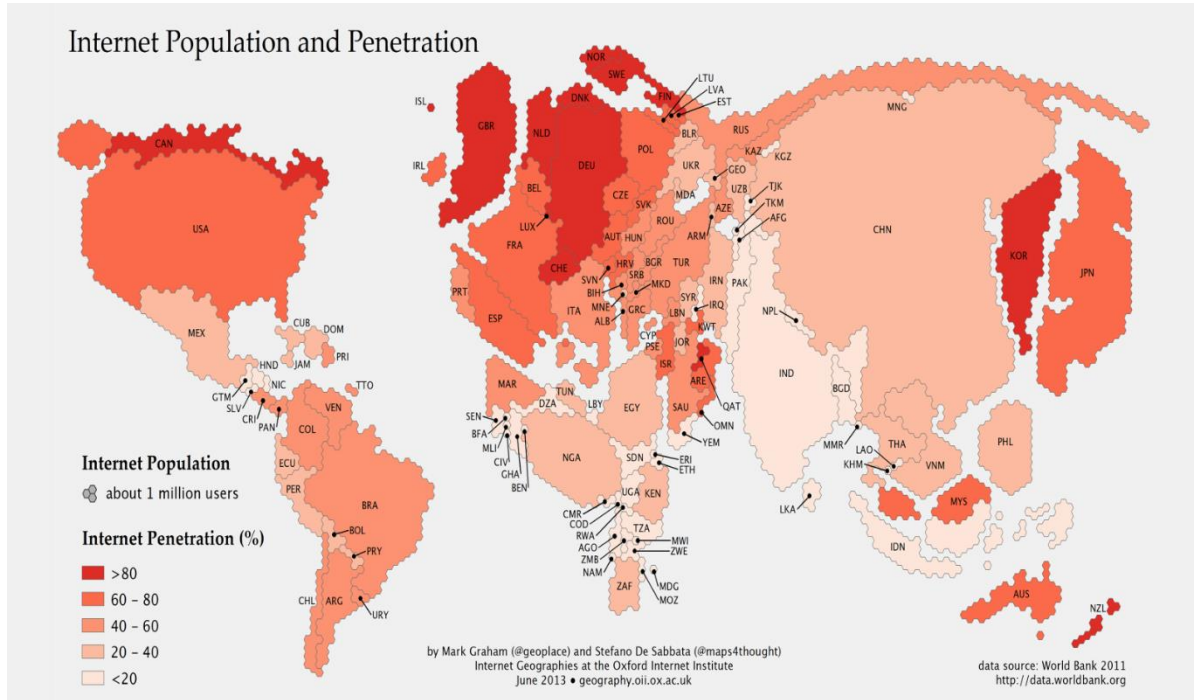 Internet Population and Penetration
NOR
SWE
FIN
LTU
LVA
EST
ISL
GBR
DNK
NLD
DEU
POL
BLR
RUS
MNG
CAN
IRL
BEL
CZE
UKR
KAZ
KGZ
GEO
MDA
UZB
TJK
TKM
AFG
USA
LUX
FRA
SVK
ROU
AZE
ARM
AUT
HUN
CHE
HRV
BGR
TUR
CHN
KOR
JPN
SVN
SRB
BIH
MKD
MNE
ALB
GRC
PRT
ESP
ITA
SYR
IRN
PAK
IRQ
LBN
NPL
MEX
CUB
DOM
JAM
PRI
CYP
PSE
KWT
JOR
ISR
ARE
IND
BGD
HND
GTM
NIC
SLV
CRI
PAN
TTO
VEN
COL
MAR
TUN
DZA
LBY
EGY
SAU
QAT
OMN
YEM
SEN
BFA
MLI
CIV
GHA
BEN
NGA
SDN
ERI
ETH
MMR
LAO
THA
KHM
VNM
PHL
ECU
PER
BRA
UGA
KEN
CMR
COD
RWA
TZA
LKA
MYS
IDN
BOL
PRY
AGO
ZMB
NAM
MWI
ZWE
ZAF
MDG
MOZ
CHL
ARG
URY
AUS
NZL
Internet Population
about 1 million users
Internet Penetration (%)
>80
60 – 80
40 – 60
20 – 40
<20
by Mark Graham (@geoplace) and Stefano De Sabbata (@maps4thought)
Internet Geographies at the Oxford Internet Institute
June 2013 • geography.oii.ox.ac.uk
data source: World Bank 2011
http://data.worldbank.org